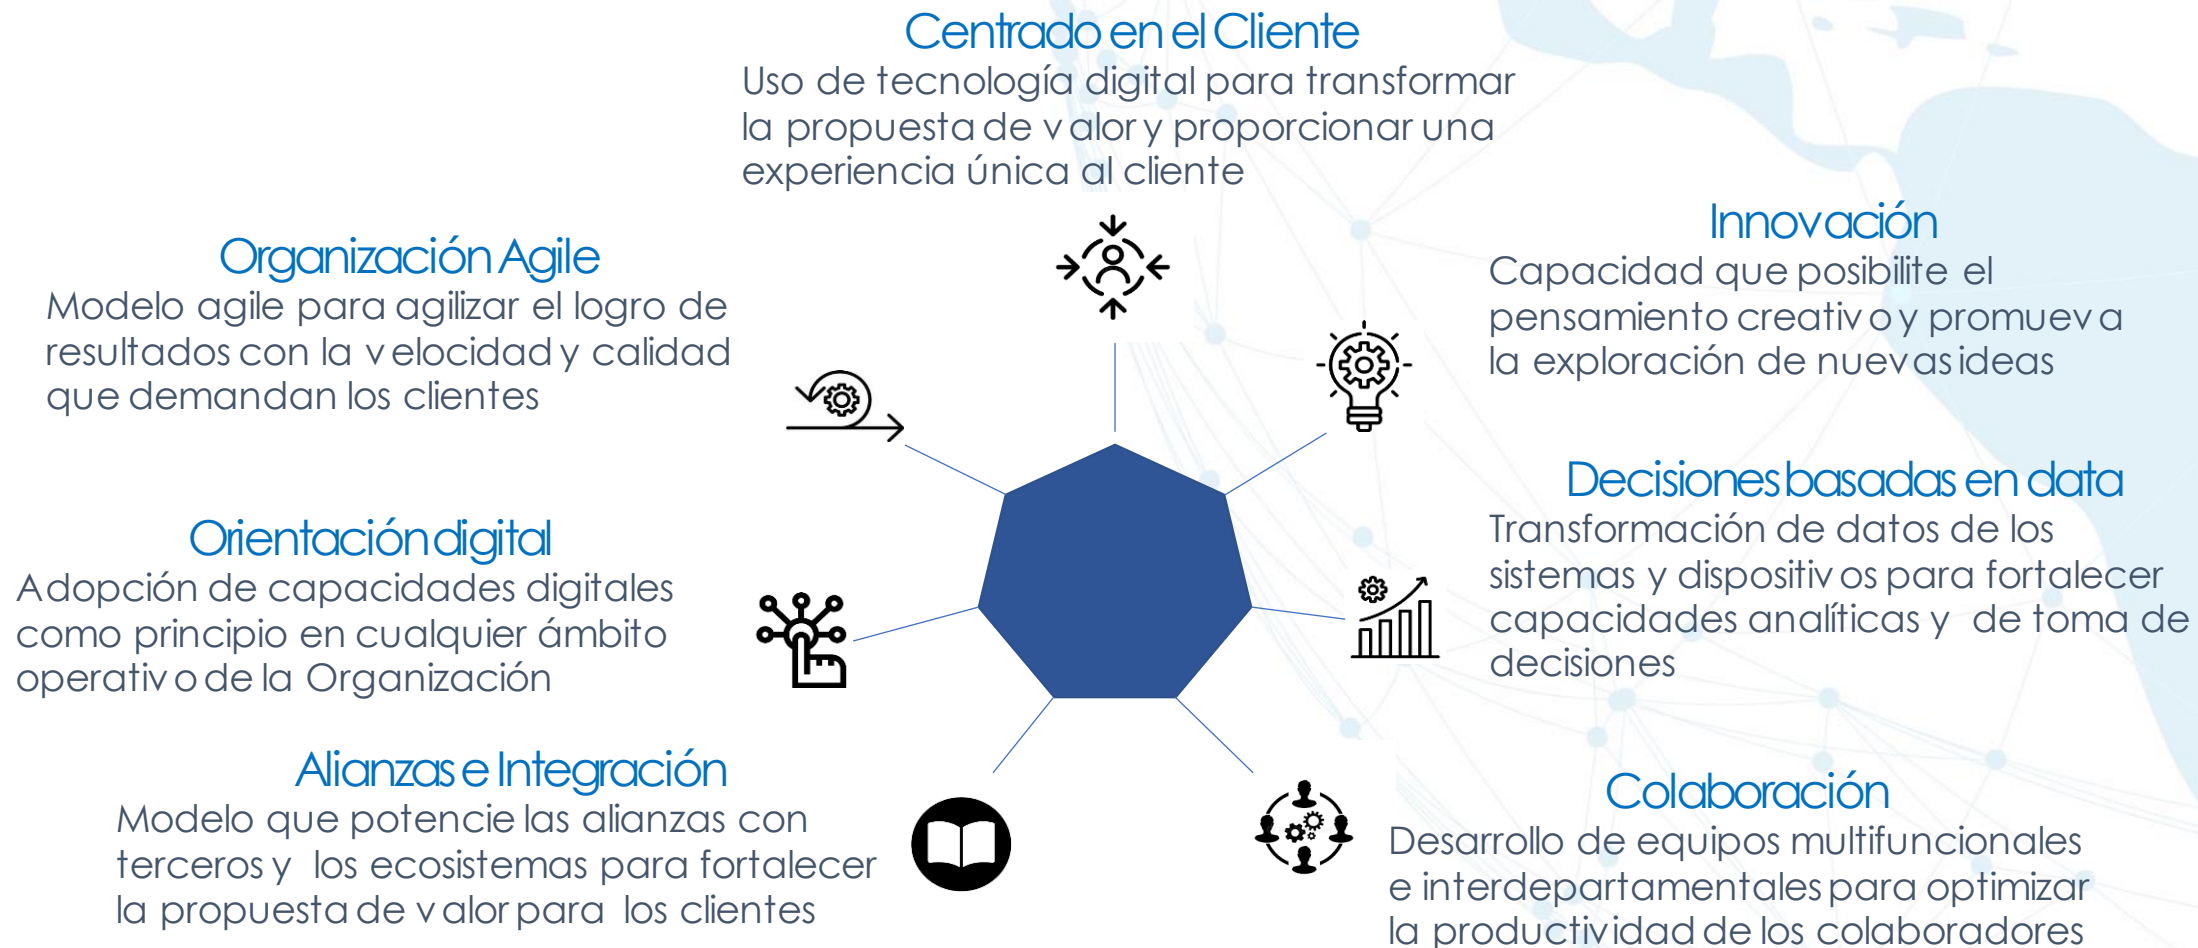 Centrado en el Cliente
Uso de tecnología digital para transformar
la propuesta de valor y proporcionar una
experiencia única al cliente
Innovación
Capacidad que posibilite el
pensamiento creativo y promueva
la exploración de nuevas ideas
Organización Agile
Modelo agile para agilizar el logro de
resultados con la velocidad y calidad
que demandan los clientes
Decisiones basadas en data
Transformación de datos de los
sistemas y dispositivos para fortalecer
capacidades analíticas y de toma de
decisiones
Orientación digital
Adopción de capacidades digitales
como principio en cualquier ámbito
operativo de la Organización
Alianzas e Integración
Modelo que potencie las alianzas con
terceros y los ecosistemas para fortalecer
la propuesta de valor para los clientes
Colaboración
Desarrollo de equipos multifuncionales
e interdepartamentales para optimizar
la productividad de los colaboradores